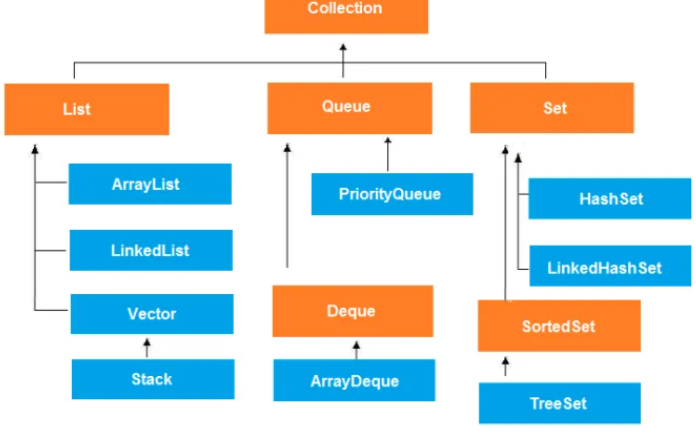 Collection
List
Queue
Set
ArrayList
PriorityQueue
HashSet
LinkedList
LinkedHashSet
Vector
Deque
SortedSet
Stack
ArrayDeque
TreeSet